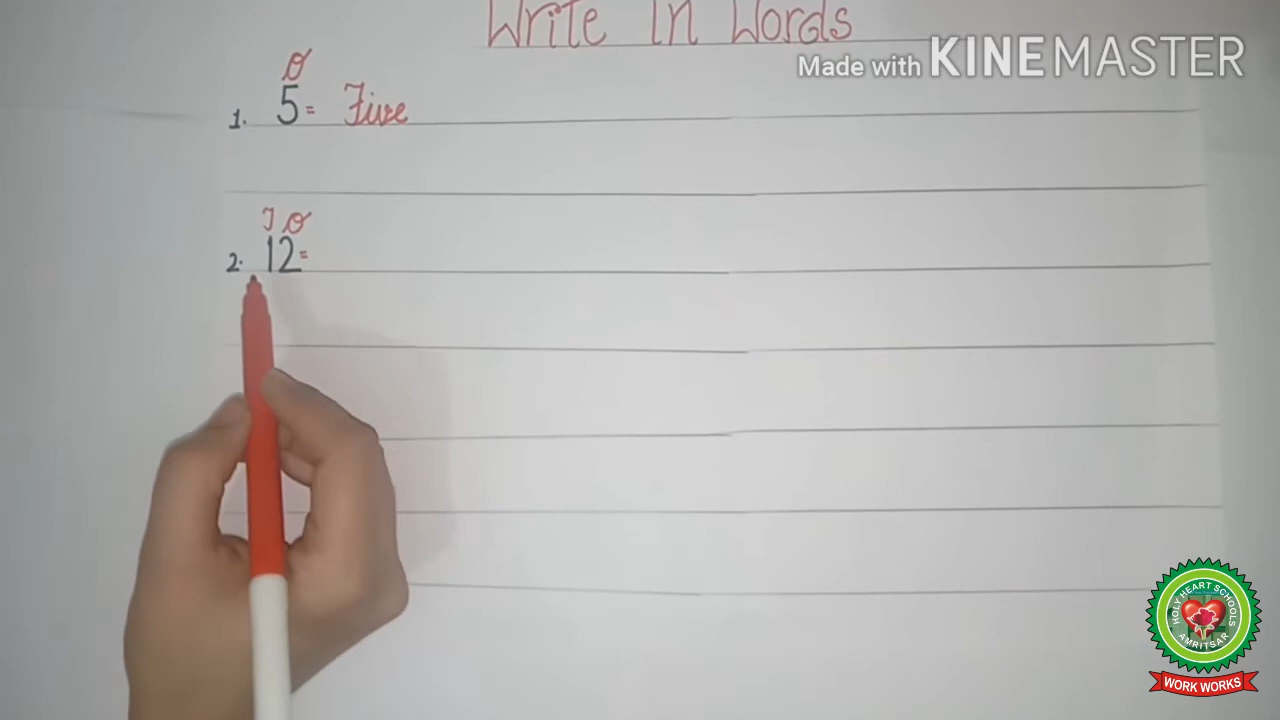 Write In Words
Made with KINEMASTER
O
1. 5 = Five
T O
2. 12 =
HOLY HEART SCHOOLS
AMRITSAR
WORK WORKS